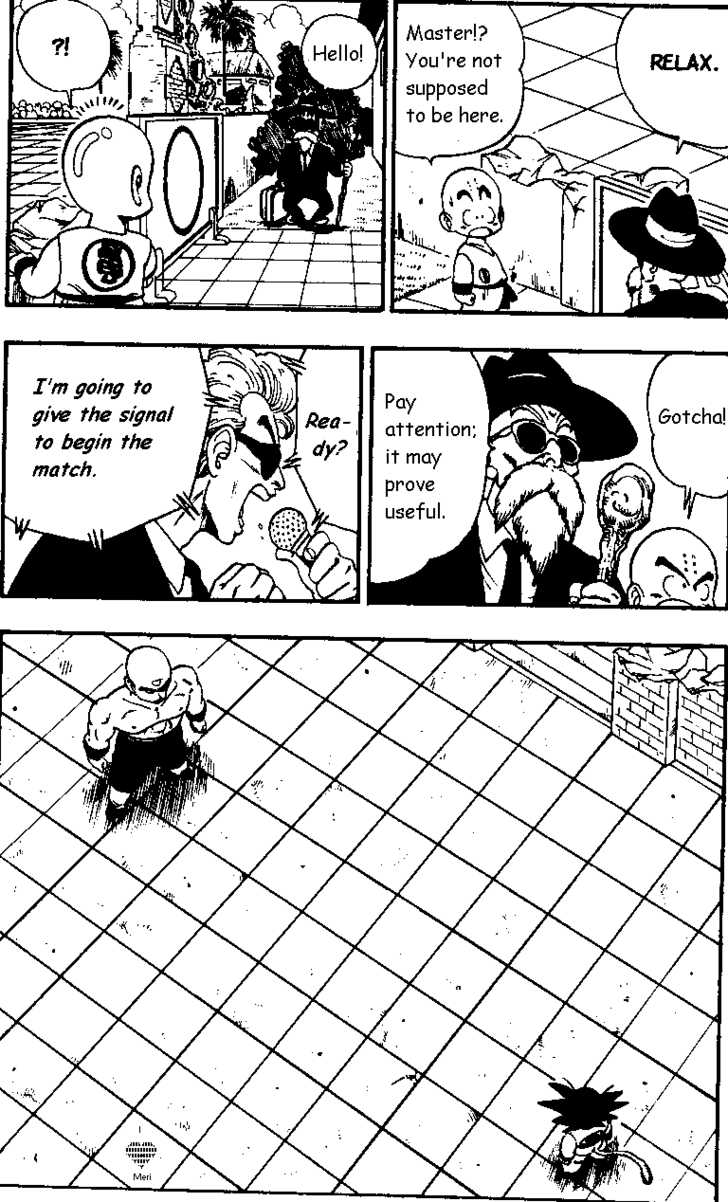 ?!
Hello!
Master!?
You're not
supposed
to be here.
RELAX.
I'm going to
give the signal
to begin the
match.
Rea-
dy?
Pay
attention;
it may
prove
useful.
Gotcha!
Meri